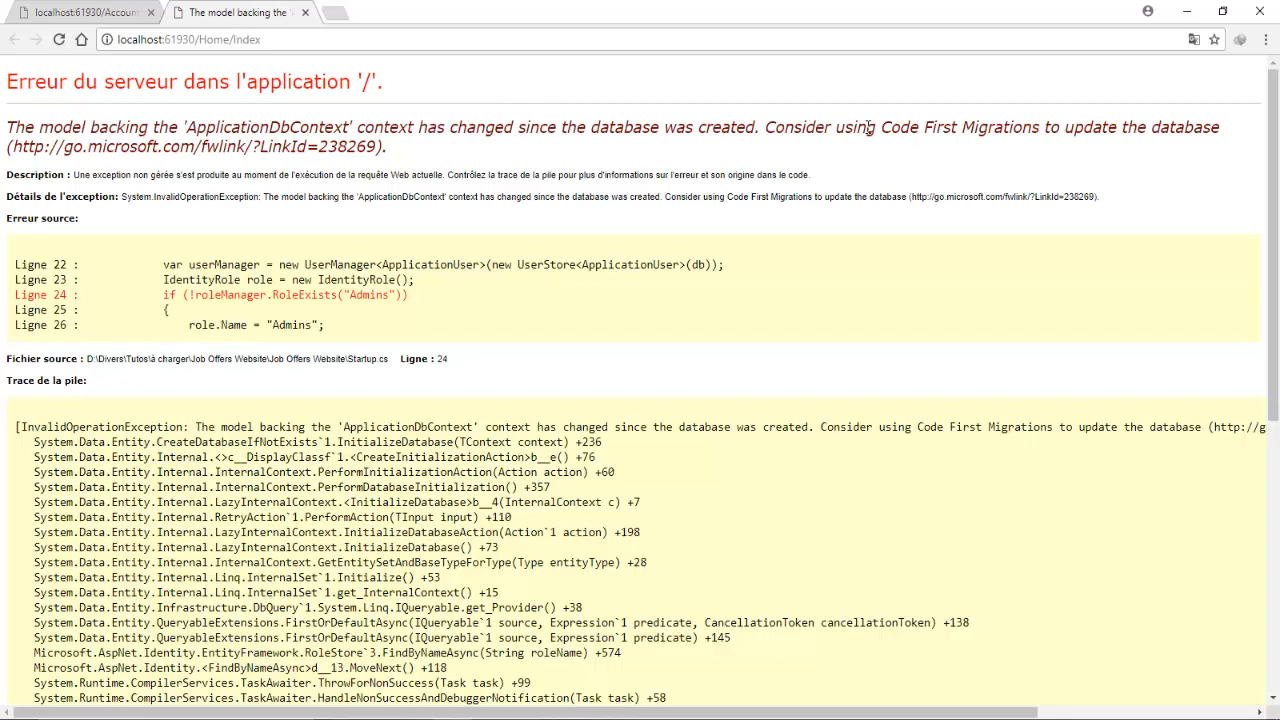 localhost:61930/Accoun
The model backing the '
localhost:61930/Home/Index
Erreur du serveur dans l'application '/'.
The model backing the 'ApplicationDbContext' context has changed since the database was created. Consider using Code First Migrations to update the database
(http://go.microsoft.com/fwlink/?LinkId=238269).
Description : Une exception non gérée s'est produite au moment de l'exécution de la requête Web actuelle. Contrôlez la trace de la pile pour plus d'informations sur l'erreur et son origine dans le code.
Détails de l'exception: System.InvalidOperationException: The model backing the 'ApplicationDbContext' context has changed since the database was created. Consider using Code First Migrations to update the database (http://go.microsoft.com/fwlink/?LinkId=238269).
Erreur source:
Ligne 22 : var userManager = new UserManager<ApplicationUser>(new UserStore<ApplicationUser>(db));
Ligne 23 : IdentityRole role = new IdentityRole();
Ligne 24 : if (!roleManager.RoleExists("Admins"))
Ligne 25 : {
Ligne 26 : role.Name = "Admins";
Fichier source : D:\Divers\Tutos\à charger\Job Offers Website\Job Offers Website\Startup.cs Ligne : 24
Trace de la pile:
[InvalidOperationException: The model backing the 'ApplicationDbContext' context has changed since the database was created. Consider using Code First Migrations to update the database (http://g
System.Data.Entity.CreateDatabaseIfNotExists`1.InitializeDatabase(TContext context) +236
System.Data.Entity.Internal.<>c__DisplayClassf`1.<CreateInitializationAction>b__e() +76
System.Data.Entity.Internal.InternalContext.PerformInitializationAction(Action action) +60
System.Data.Entity.Internal.InternalContext.PerformDatabaseInitialization() +357
System.Data.Entity.Internal.LazyInternalContext.<InitializeDatabase>b__4(InternalContext c) +7
System.Data.Entity.Internal.RetryAction`1.PerformAction(TInput input) +110
System.Data.Entity.Internal.LazyInternalContext.InitializeDatabaseAction(Action`1 action) +198
System.Data.Entity.Internal.LazyInternalContext.InitializeDatabase() +73
System.Data.Entity.Internal.InternalContext.GetEntitySetAndBaseTypeForType(Type entityType) +28
System.Data.Entity.Internal.Linq.InternalSet`1.Initialize() +53
System.Data.Entity.Internal.Linq.InternalSet`1.get_InternalContext() +15
System.Data.Entity.Infrastructure.DbQuery`1.System.Linq.IQueryable.get_Provider() +38
System.Data.Entity.QueryableExtensions.FirstOrDefaultAsync(IQueryable`1 source, Expression`1 predicate, CancellationToken cancellationToken) +138
System.Data.Entity.QueryableExtensions.FirstOrDefaultAsync(IQueryable`1 source, Expression`1 predicate) +145
Microsoft.AspNet.Identity.EntityFramework.RoleStore`3.FindByNameAsync(String roleName) +574
Microsoft.AspNet.Identity.<FindByNameAsync>d__13.MoveNext() +118
System.Runtime.CompilerServices.TaskAwaiter.ThrowForNonSuccess(Task task) +99
System.Runtime.CompilerServices.TaskAwaiter.HandleNonSuccessAndDebuggerNotification(Task task) +58